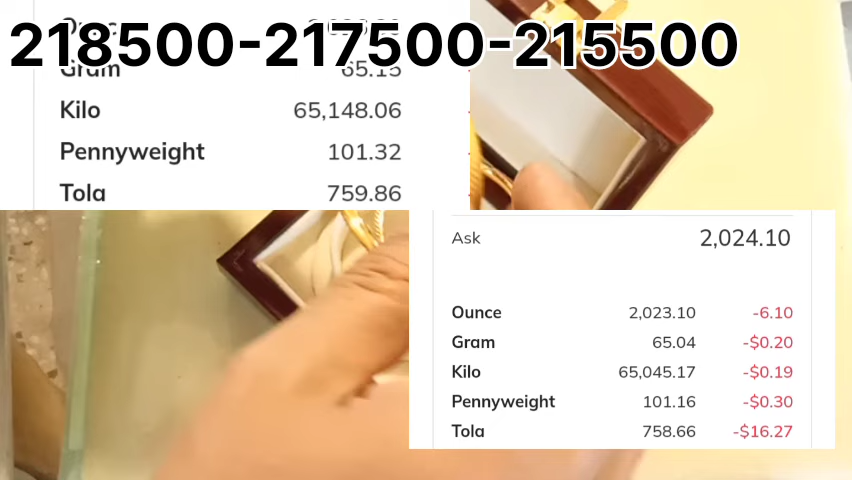 218500-217500-215500
Gram 65.15
Kilo 65,148.06
Pennyweight 101.32
Tola 759.86
Ask 2,024.10
Ounce 2,023.10 -6.10
Gram 65.04 -$0.20
Kilo 65,045.17 -$0.19
Pennyweight 101.16 -$0.30
Tola 758.66 -$16.27